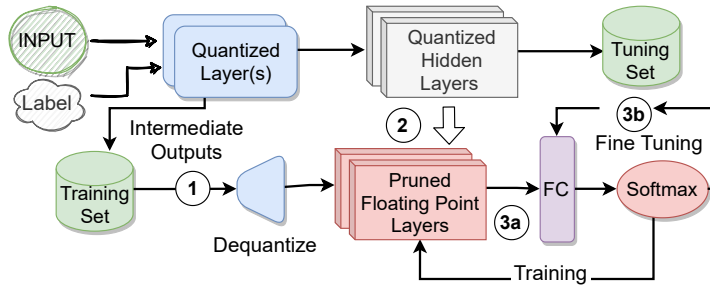 INPUT
Label
Quantized
Layer(s)
Quantized
Hidden
Layers
Tuning
Set
Intermediate
Outputs
2
3b
Fine Tuning
Training
Set
1
Dequantize
Pruned
Floating Point
Layers
3a
FC
Softmax
Training